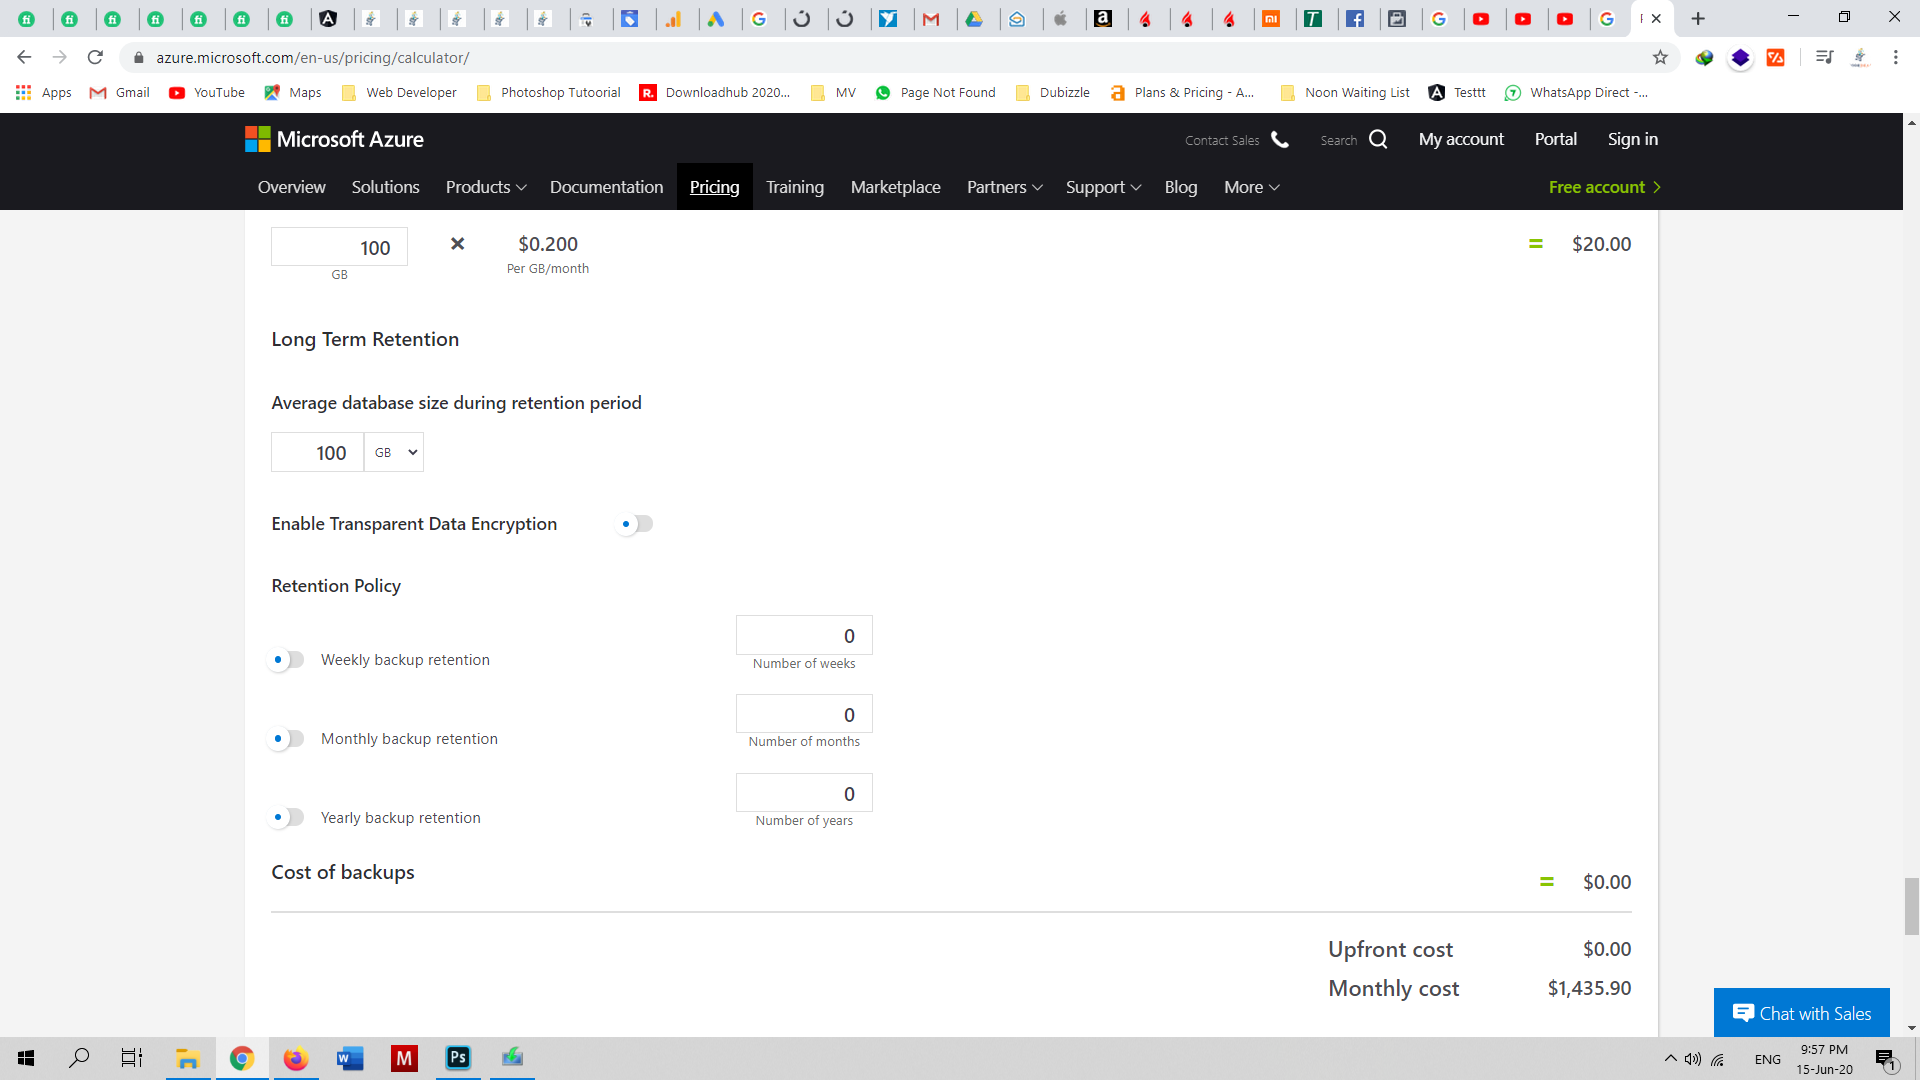 azure.microsoft.com/en-us/pricing/calculator/
Apps Gmail YouTube Maps Web Developer Photoshop Tutoorial Downloadhub 2020... MV Page Not Found Dubizzle Plans & Pricing - A... Noon Waiting List Testtt WhatsApp Direct -...
Microsoft Azure Contact Sales Search My account Portal Sign in
Overview Solutions Products Documentation Pricing Training Marketplace Partners Support Blog More Free account
100 × $0.200 = $20.00
GB Per GB/month
Long Term Retention
Average database size during retention period
100 GB
Enable Transparent Data Encryption
Retention Policy
0
Weekly backup retention Number of weeks
0
Monthly backup retention Number of months
0
Yearly backup retention Number of years
Cost of backups = $0.00
Upfront cost $0.00
Monthly cost $1,435.90
Chat with Sales
ENG 9:57 PM
15-Jun-20 1